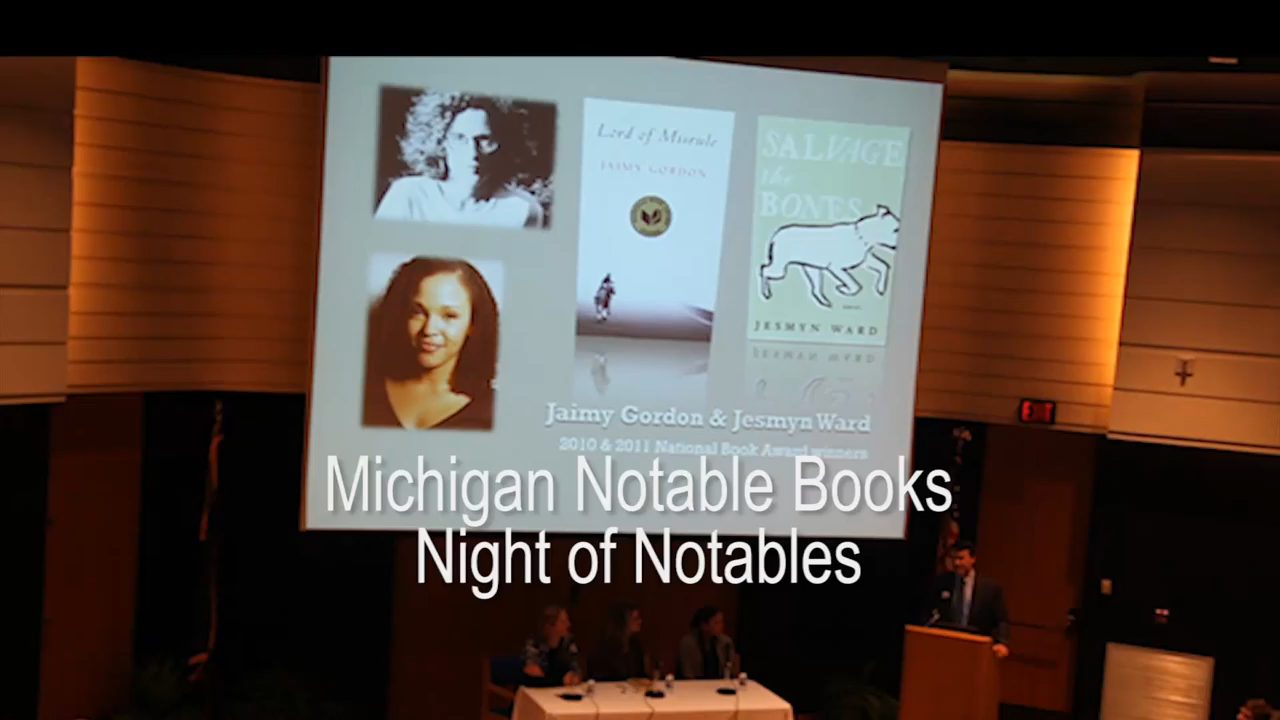 Lord of Misrule
JAIMY GORDON
SALVAGE
the
BONES
JESMYN WARD
Jaimy Gordon & Jesmyn Ward
2010 & 2011 National Book Award winners
Michigan Notable Books
Night of Notables